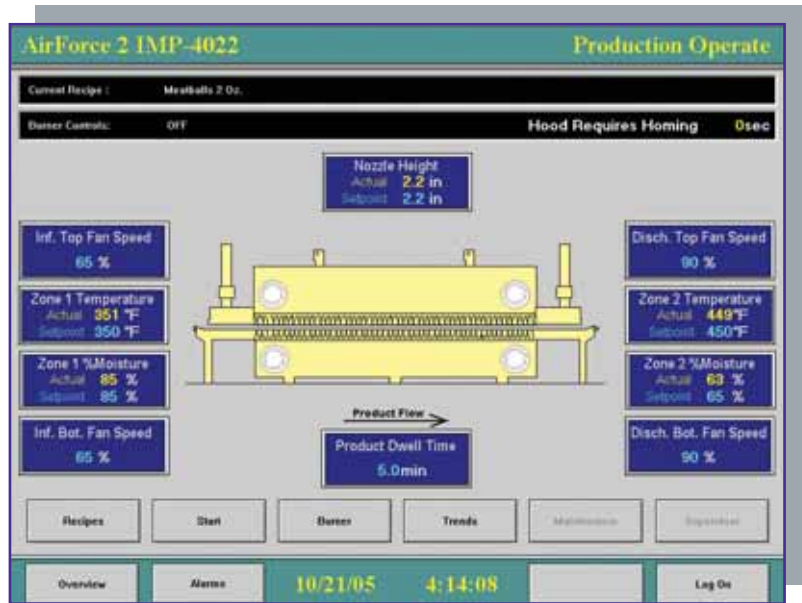 AirForce 2 IMP-4022 Production Operate
Current Recipe : Meatballs 2 Oz.
Burner Controls: OFF Hood Requires Homing 0sec
Nozzle Height
Actual 2.2 in
Setpoint 2.2 in
Inf. Top Fan Speed
65 %
Disch. Top Fan Speed
90 %
Zone 1 Temperature
Actual 351 °F
Setpoint 350 °F
Zone 2 Temperature
Actual 449°F
Setpoint 450°F
Zone 1 %Moisture
Actual 85 %
Setpoint 85 %
Zone 2 %Moisture
Actual 63 %
Setpoint 65 %
Product Flow
Inf. Bot. Fan Speed
65 %
Product Dwell Time
5.0min
Disch. Bot. Fan Speed
90 %
Recipes Start Burner Trends Maintenance Supervisor
Overview Alarms 10/21/05 4:14:08 Log On